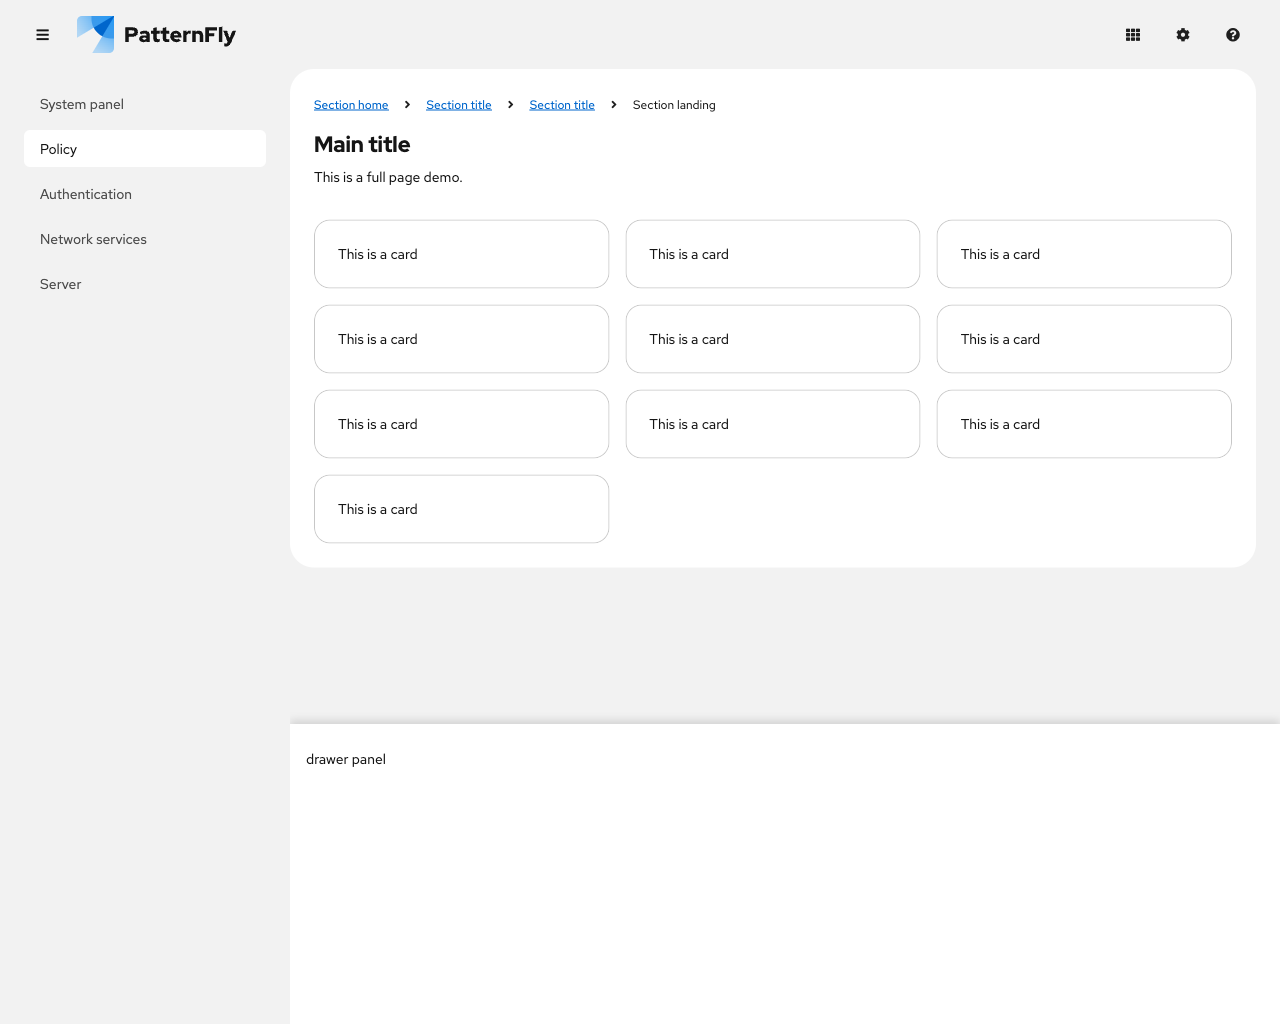 PatternFly
System panel
Policy
Authentication
Network services
Server
Section home
Section title
Section title
Section landing
Main title
This is a full page demo.
This is a card
This is a card
This is a card
This is a card
This is a card
This is a card
This is a card
This is a card
This is a card
This is a card
drawer panel